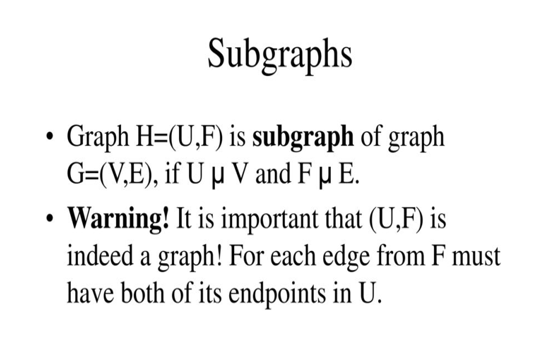 Subgraphs
• Graph H=(U,F) is subgraph of graph
G=(V,E), if U µ V and F µ E.
• Warning! It is important that (U,F) is
indeed a graph! For each edge from F must
have both of its endpoints in U.